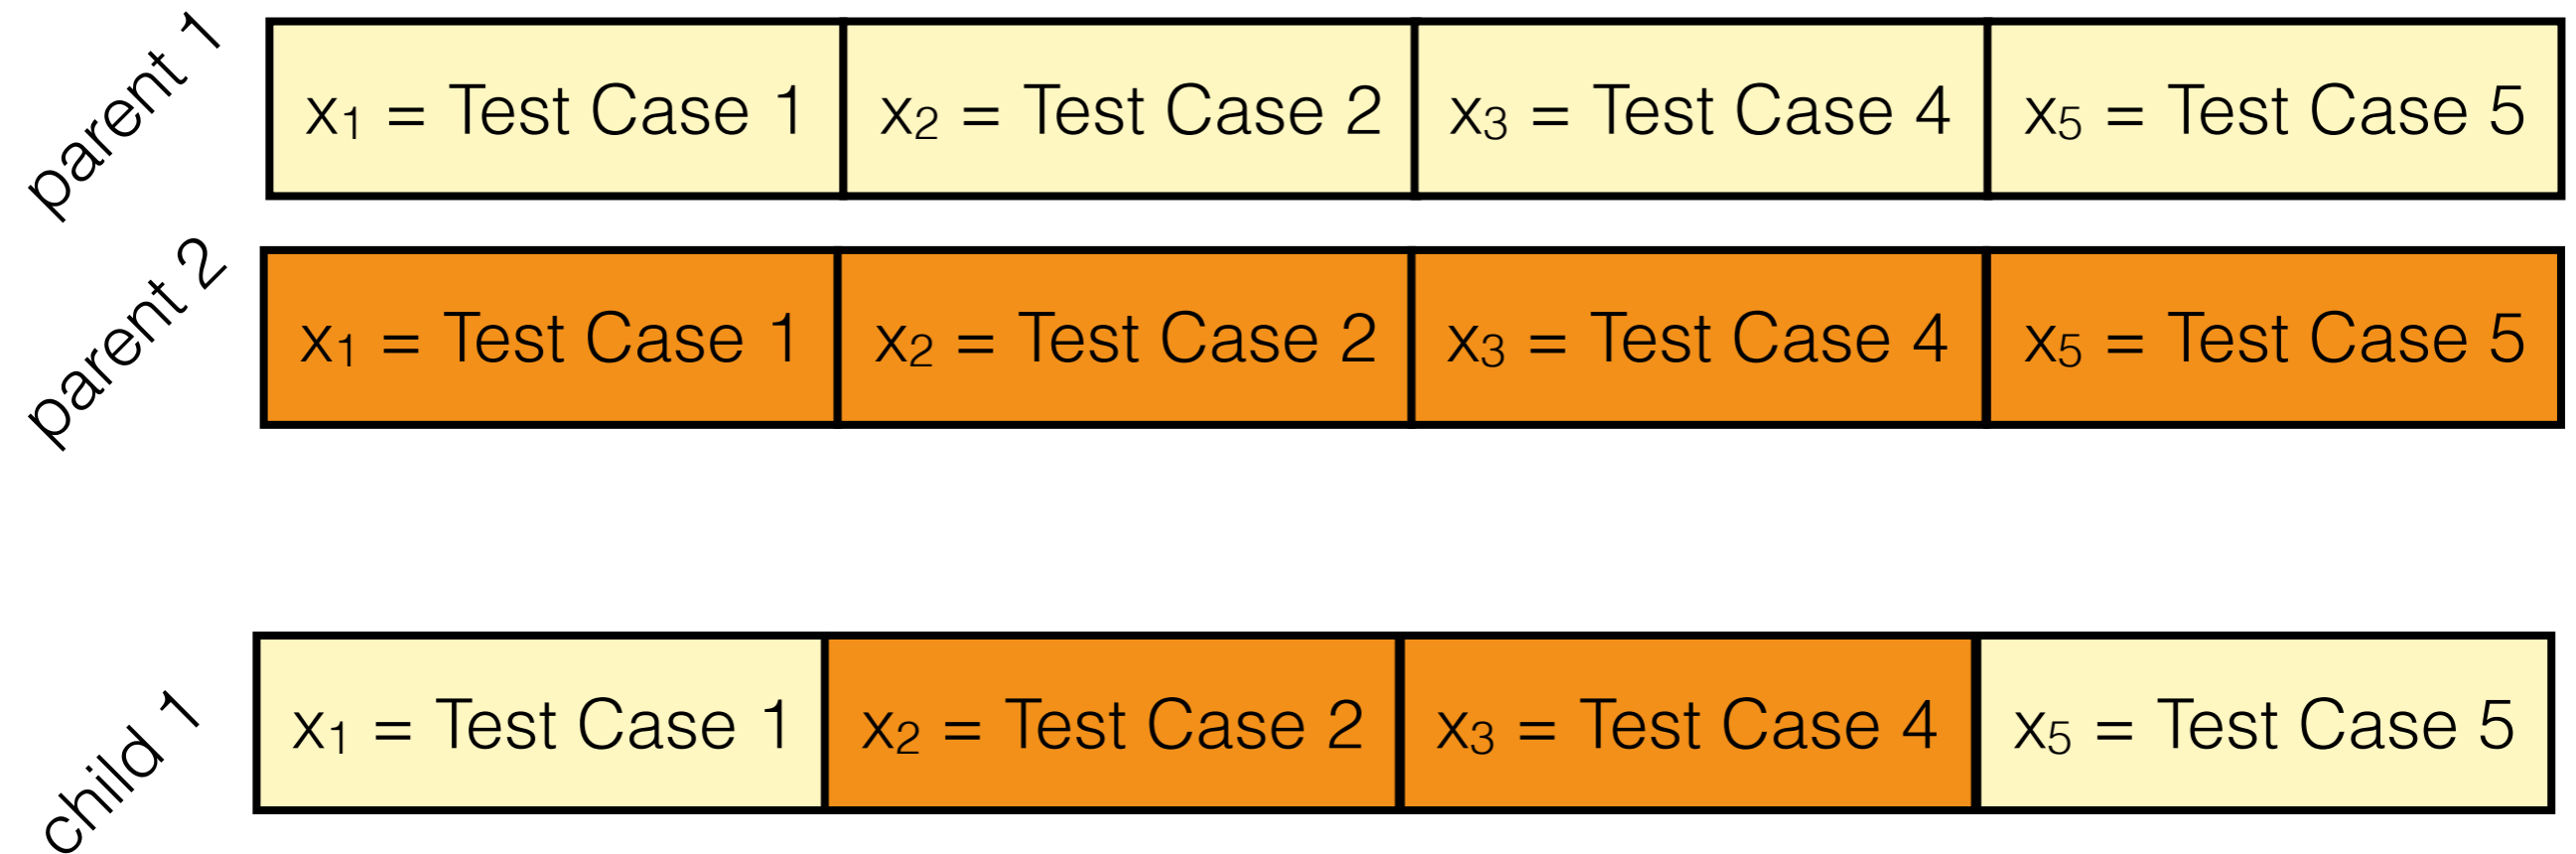 parent 1
x₁ = Test Case 1 x₂ = Test Case 2 x₃ = Test Case 4 x₅ = Test Case 5
parent 2
x₁ = Test Case 1 x₂ = Test Case 2 x₃ = Test Case 4 x₅ = Test Case 5
child 1
x₁ = Test Case 1 x₂ = Test Case 2 x₃ = Test Case 4 x₅ = Test Case 5